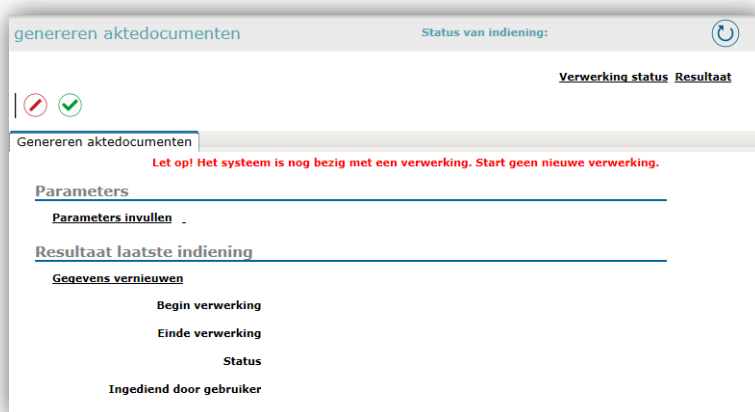 genereren aktedocumenten Status van indiening:
Verwerking status Resultaat
Genereren aktedocumenten
Let op! Het systeem is nog bezig met een verwerking. Start geen nieuwe verwerking.
Parameters
Parameters invullen
Resultaat laatste indiening
Gegevens vernieuwen
Begin verwerking
Einde verwerking
Status
Ingediend door gebruiker